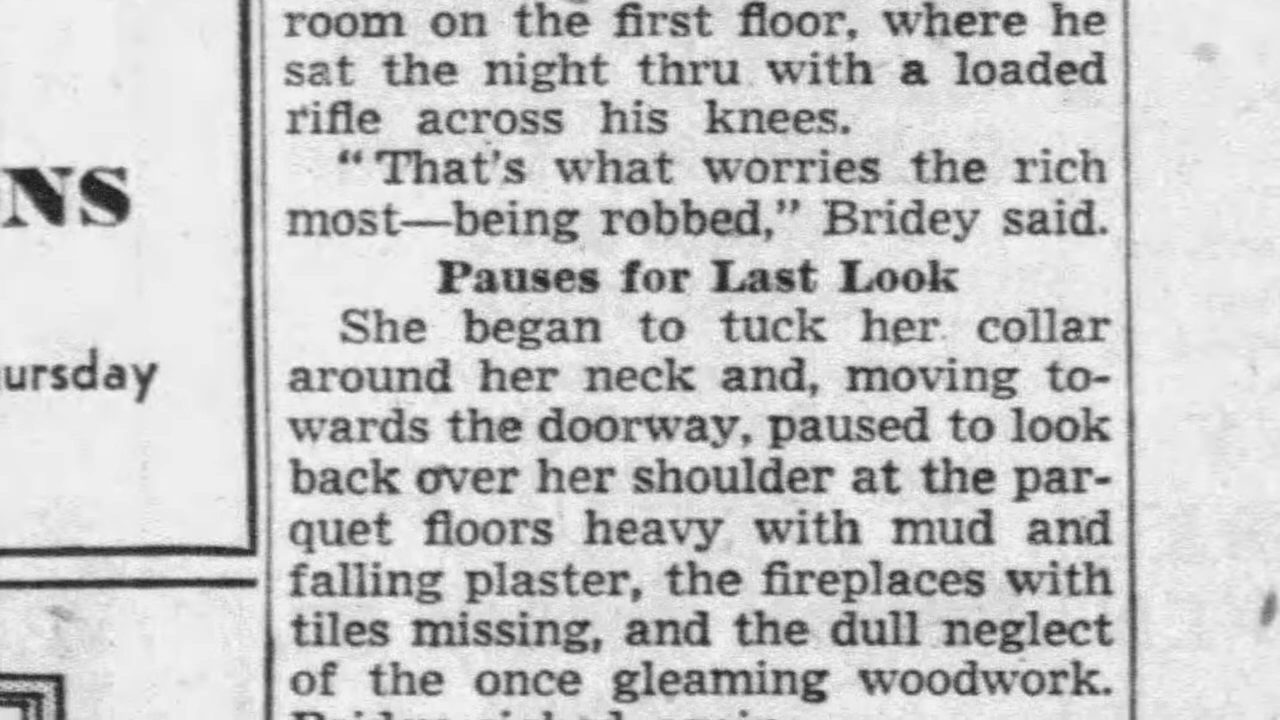 room on the first floor, where he
sat the night thru with a loaded
rifle across his knees.
“That's what worries the rich
most—being robbed,” Bridey said.
Pauses for Last Look
She began to tuck her collar
around her neck and, moving to-
wards the doorway, paused to look
back over her shoulder at the par-
quet floors heavy with mud and
falling plaster, the fireplaces with
tiles missing, and the dull neglect
of the once gleaming woodwork.
NS
ursday